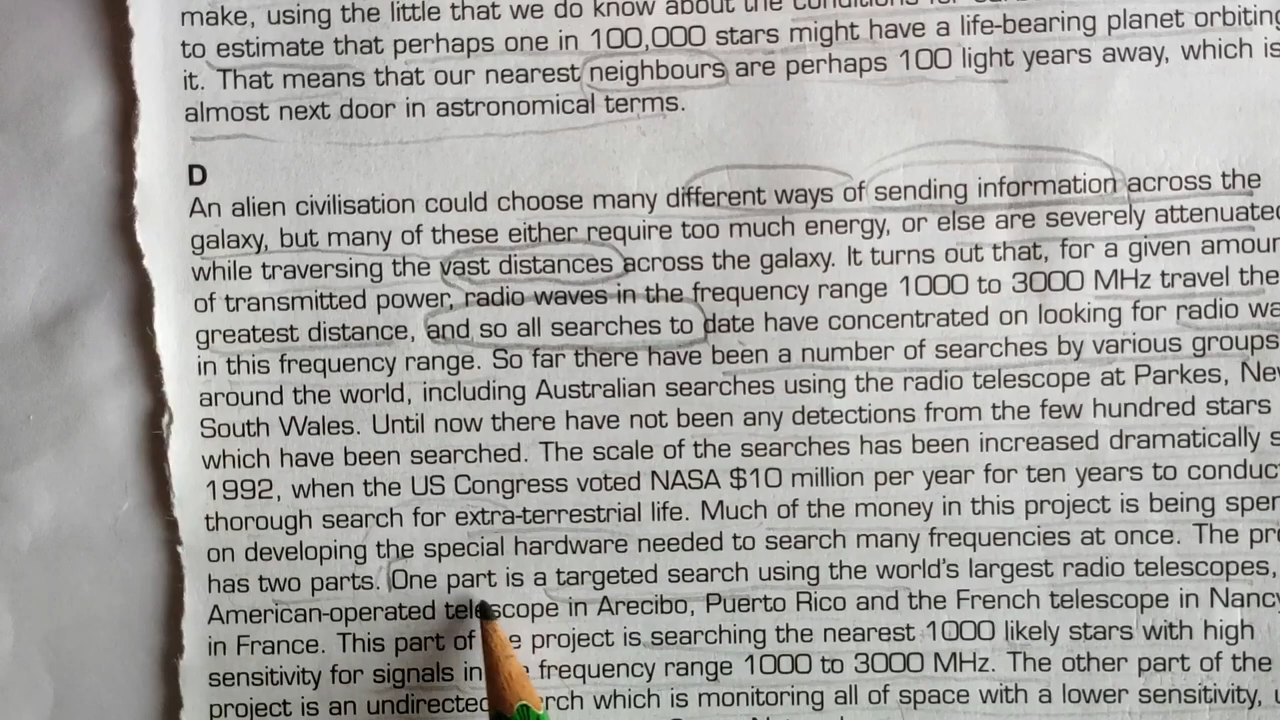 make, using the little that we do know about the conditions for
to estimate that perhaps one in 100,000 stars might have a life-bearing planet orbiting
it. That means that our nearest neighbours are perhaps 100 light years away, which is
almost next door in astronomical terms.
D
An alien civilisation could choose many different ways of sending information across the
galaxy, but many of these either require too much energy, or else are severely attenuated
while traversing the vast distances across the galaxy. It turns out that, for a given amoun
of transmitted power, radio waves in the frequency range 1000 to 3000 MHz travel the
greatest distance, and so all searches to date have concentrated on looking for radio wa
in this frequency range. So far there have been a number of searches by various groups
around the world, including Australian searches using the radio telescope at Parkes, New
South Wales. Until now there have not been any detections from the few hundred stars
which have been searched. The scale of the searches has been increased dramatically s
1992, when the US Congress voted NASA $10 million per year for ten years to conduc
thorough search for extra-terrestrial life. Much of the money in this project is being spen
on developing the special hardware needed to search many frequencies at once. The pro
has two parts. One part is a targeted search using the world's largest radio telescopes,
American-operated telescope in Arecibo, Puerto Rico and the French telescope in Nancy
in France. This part of e project is searching the nearest 1000 likely stars with high
sensitivity for signals in frequency range 1000 to 3000 MHz. The other part of the
project is an undirected rch which is monitoring all of space with a lower sensitivity,